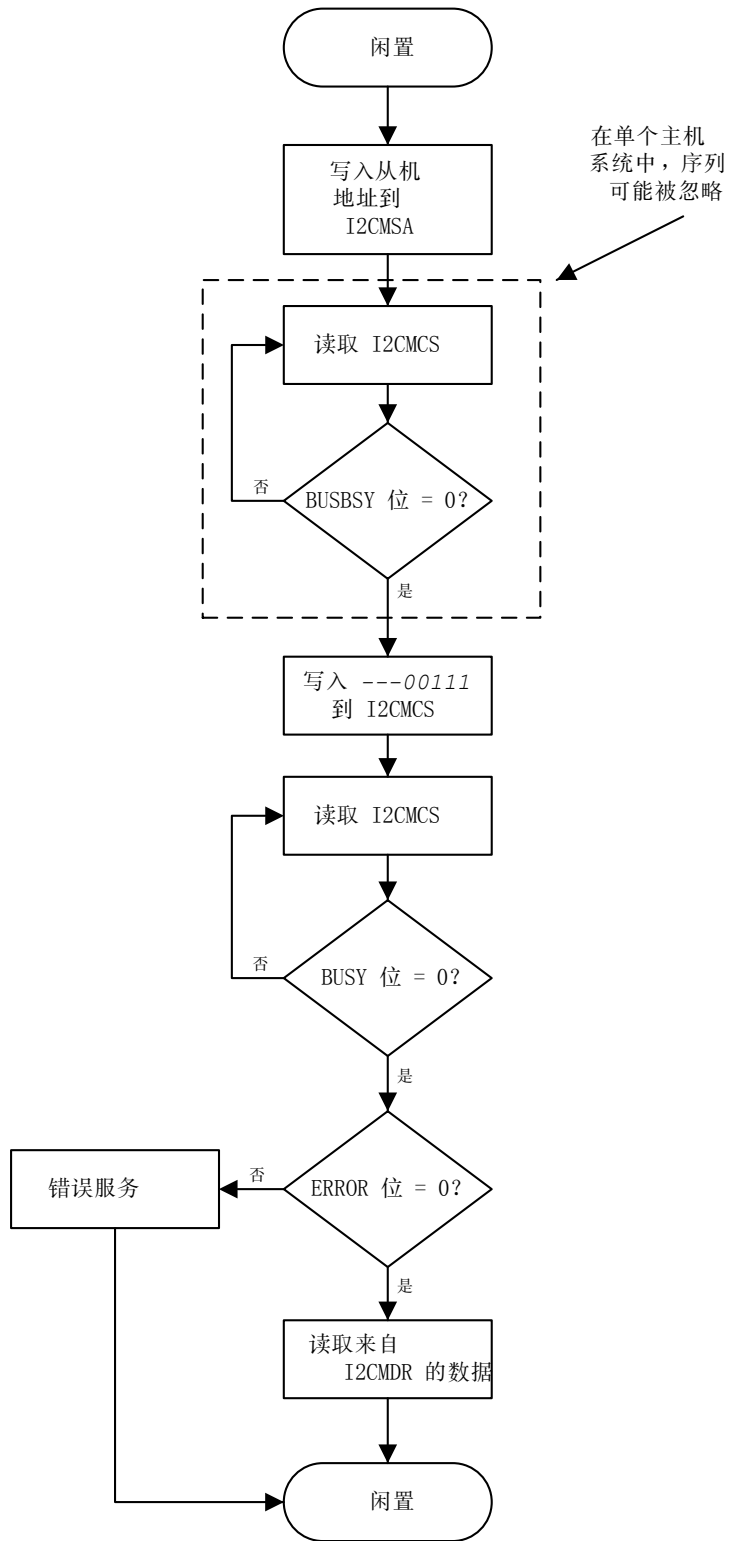 闲置
在单个主机
系统中，序列
可能被忽略
写入从机
地址到
I2CMSA
读取 I2CMCS
否
BUSBSY 位 = 0?
是
写入 ---00111
到 I2CMCS
读取 I2CMCS
否
BUSY 位 = 0?
是
错误服务
否
ERROR 位 = 0?
是
读取来自
I2CMDR 的数据
闲置